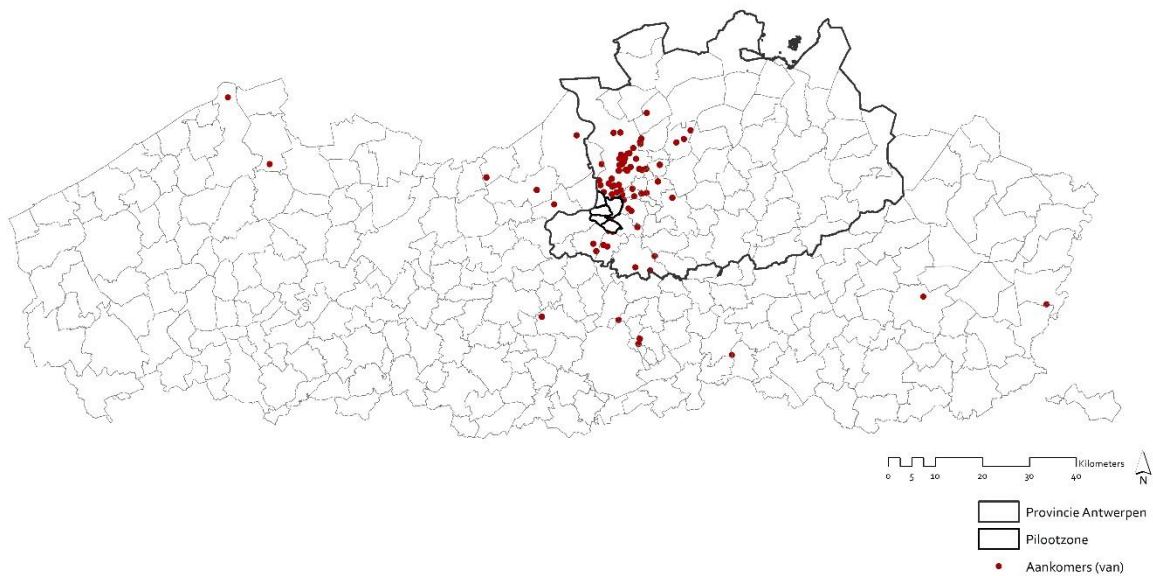 Kilometers
0 5 10 20 30 40
N
Provincie Antwerpen
Pilootzone
Aankomers (van)